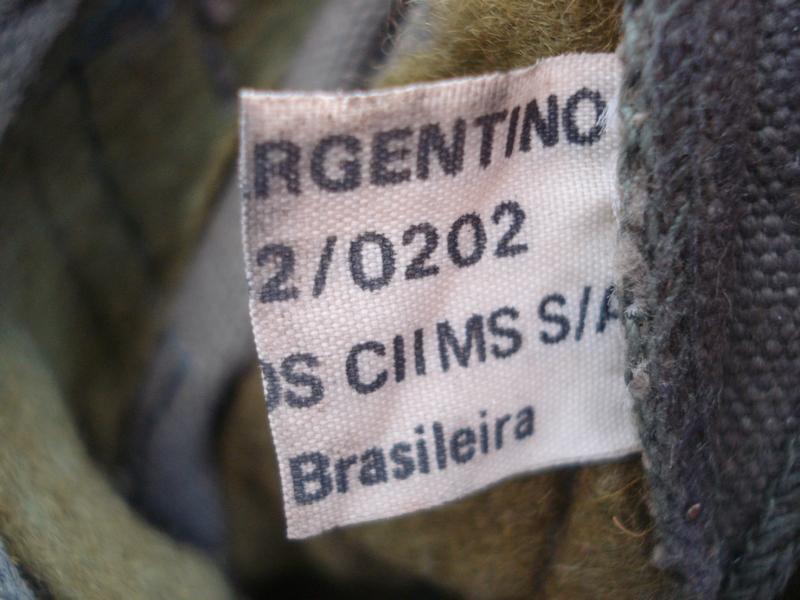 RGENTINO
2/0202
OS CIIMS S/A
Brasileira